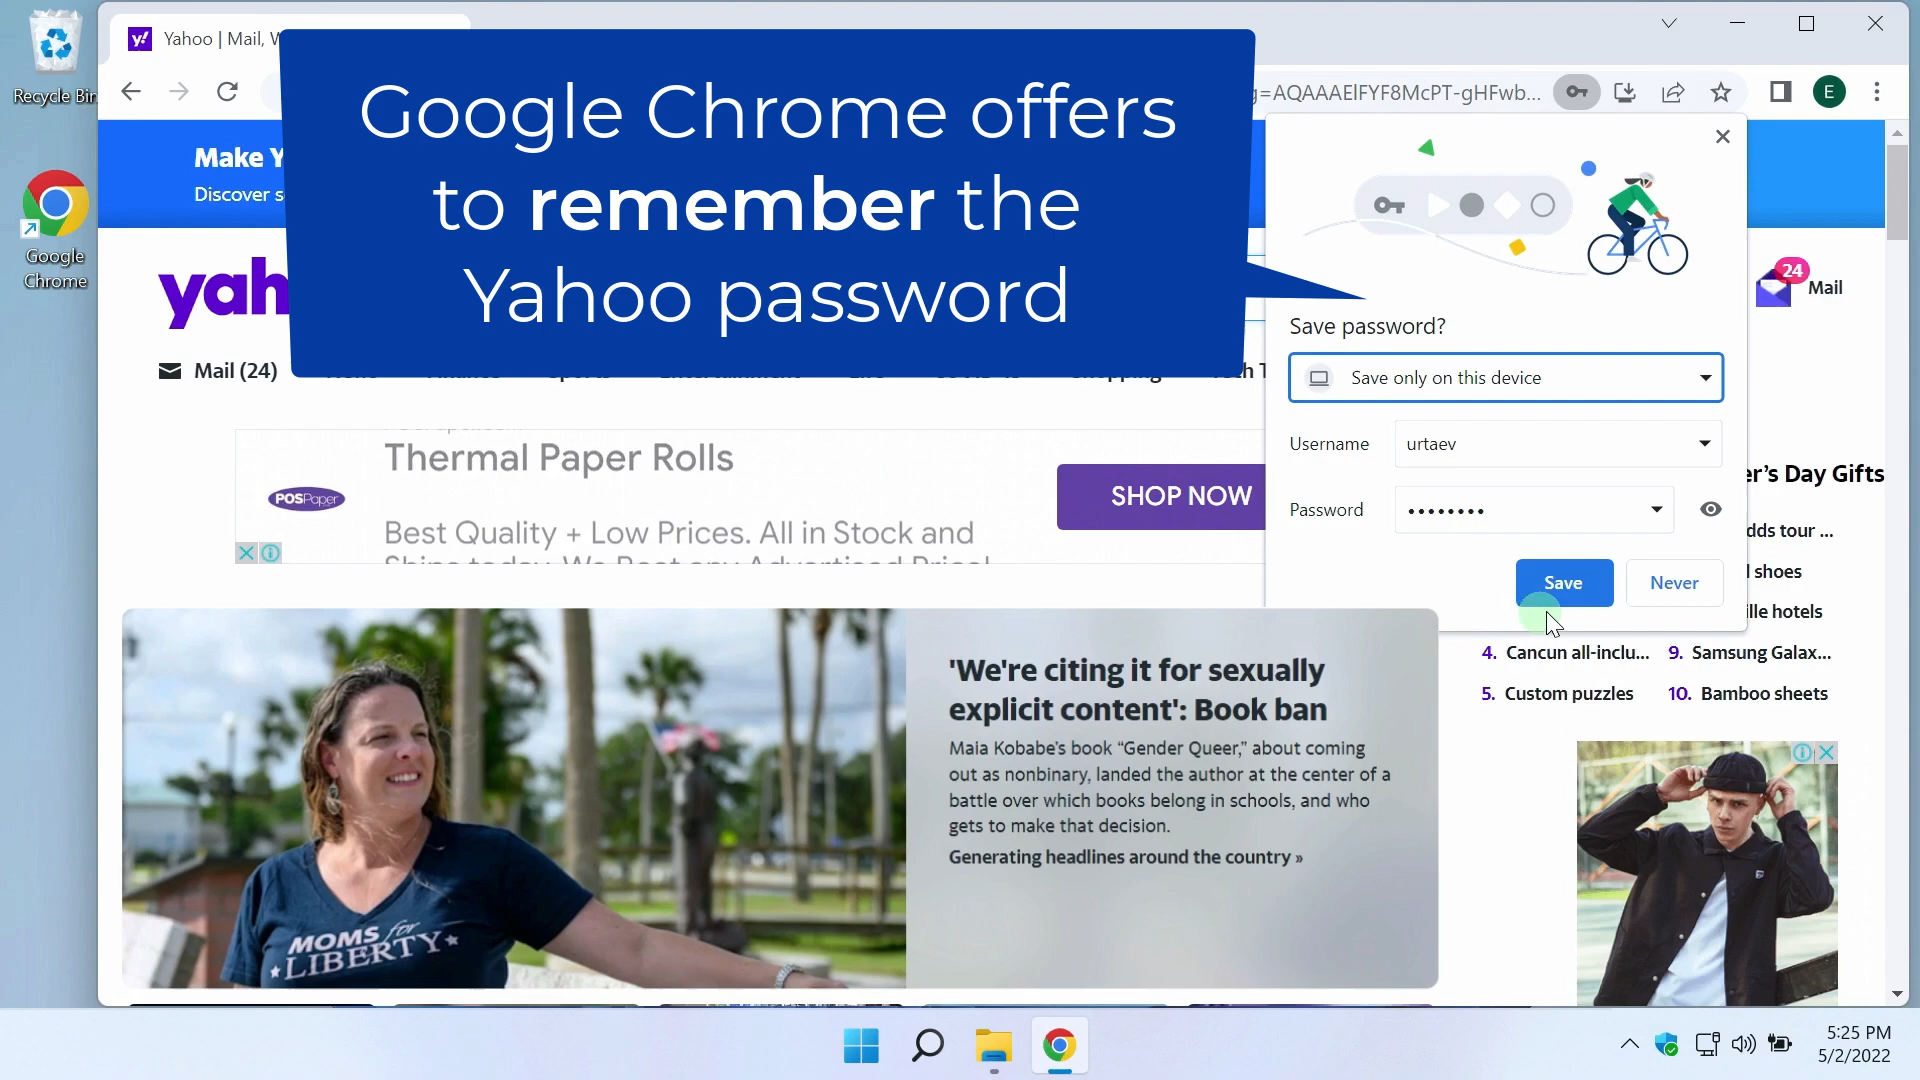 Recycle Bin
Google
Chrome
Yahoo | Mail,
g=AQAAAEIFYF8McPT-gHFwb...
E
Google Chrome offers
to remember the
Yahoo password
Make Y
Discover s
yah
24
Mail
Mail (24)
Save password?
Save only on this device
Username
urtaev
Password
••••••••
Save
Never
Thermal Paper Rolls
POSPaper
SHOP NOW
Best Quality + Low Prices. All in Stock and
er's Day Gifts
dds tour ...
shoes
lle hotels
4. Cancun all-inclu...
9. Samsung Galax...
5. Custom puzzles
10. Bamboo sheets
'We're citing it for sexually
explicit content': Book ban
Maia Kobabe's book “Gender Queer,” about coming
out as nonbinary, landed the author at the center of a
battle over which books belong in schools, and who
gets to make that decision.
Generating headlines around the country »
MOMS for
LIBERTY
5:25 PM
5/2/2022